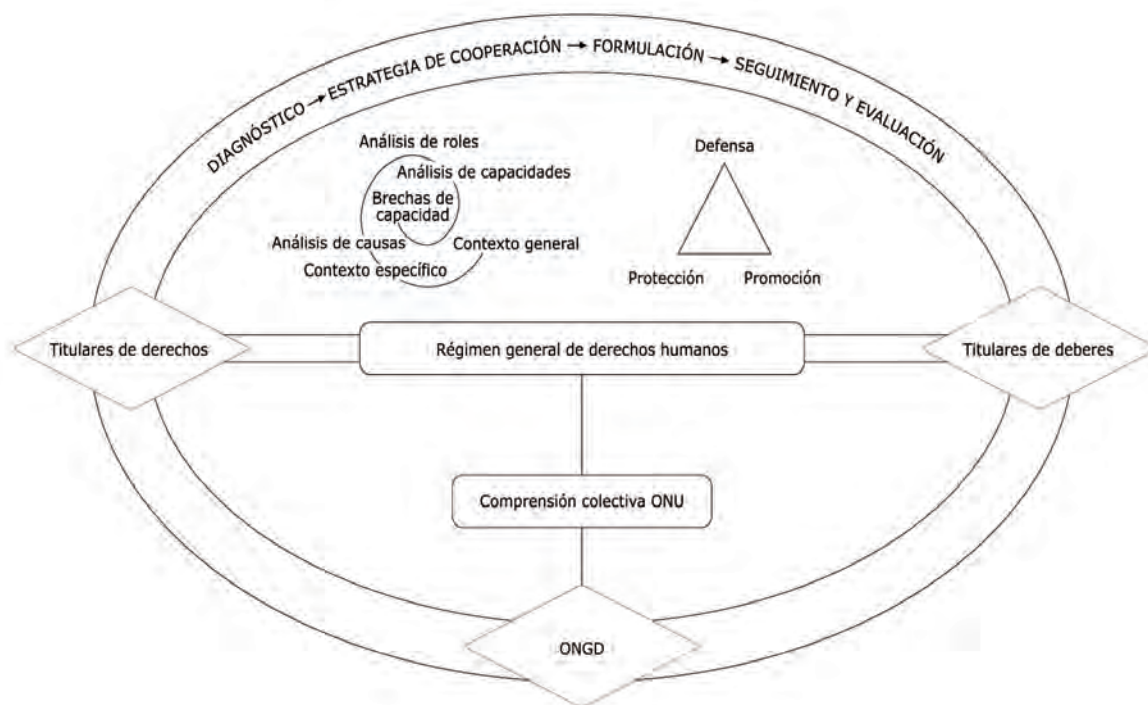 DIAGNÓSTICO → ESTRATEGIA DE COOPERACIÓN → FORMULACIÓN → SEGUIMIENTO Y EVALUACIÓN
Análisis de roles
Análisis de capacidades
Brechas de
capacidad
Análisis de causas
Contexto general
Contexto específico
Defensa
Protección
Promoción
Titulares de derechos
Régimen general de derechos humanos
Titulares de deberes
Comprensión colectiva ONU
ONGD